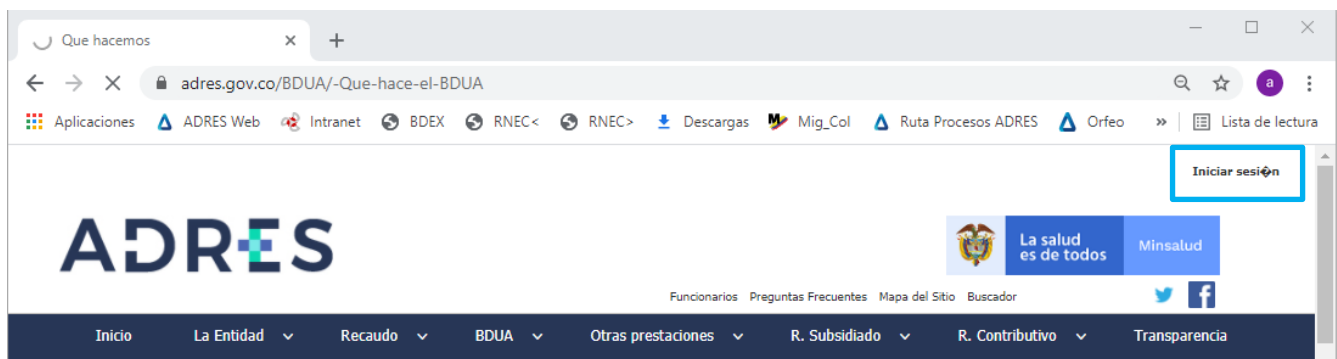 Que hacemos
adres.gov.co/BDUA/-Que-hace-el-BDUA
a
Aplicaciones ADRES Web Intranet BDEX RNEC< RNEC> Descargas Mig_Col Ruta Procesos ADRES Orfeo » Lista de lectura
Iniciar sesi�n
ADRES
La salud
es de todos
Minsalud
Funcionarios Preguntas Frecuentes Mapa del Sitio Buscador
Inicio La Entidad Recaudo BDUA Otras prestaciones R. Subsidiado R. Contributivo Transparencia